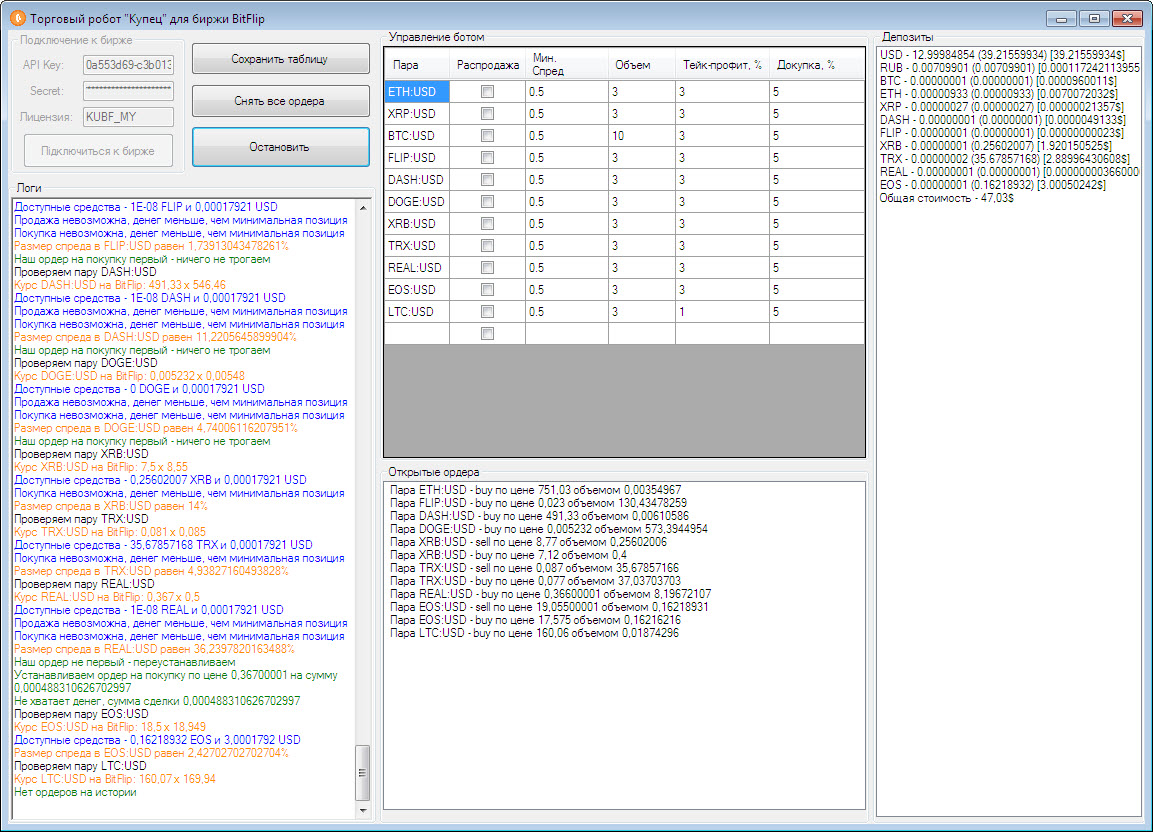 Торговый робот "Купец" для биржы BitFlip
Подключение к бирже
API Key: 0a553d69-c3b013
Secret: ********************
Лицензия: KUBF_MY
Підключиться к бирже
Сохранить таблицу
Снять все ордера
Остановить
Логи
Доступные средства - 1E-08 FLIP и 0,00017921 USD
Продажа невозможна, денег меньше, чем минимальная позиция
Покупка невозможна, денег меньше, чем минимальная позиция
Размер спреда в FLIP:USD равен 1,73913043478261%
Наш ордер на покупку первый - ничего не трогаем
Проверяем пару DASH:USD
Курс DASH:USD на BitFlip: 491,33 x 546,46
Доступные средства - 1E-08 DASH и 0,00017921 USD
Продажа невозможна, денег меньше, чем минимальная позиция
Покупка невозможна, денег меньше, чем минимальная позиция
Размер спреда в DASH:USD равен 11,2205645899904%
Наш ордер на покупку первый - ничего не трогаем
Проверяем пару DOGE:USD
Курс DOGE:USD на BitFlip: 0,005232 x 0,00548
Доступные средства - 0 DOGE и 0,00017921 USD
Продажа невозможна, денег меньше, чем минимальная позиция
Покупка невозможна, денег меньше, чем минимальная позиция
Размер спреда в DOGE:USD равен 4,74006116207951%
Наш ордер на покупку первый - ничего не трогаем
Проверяем пару XRB:USD
Курс XRB:USD на BitFlip: 7,5 x 8,55
Доступные средства - 0,25602007 XRB и 0,00017921 USD
Покупка невозможна, денег меньше, чем минимальная позиция
Размер спреда в XRB:USD равен 14%
Проверяем пару TRX:USD
Курс TRX:USD на BitFlip: 0,081 x 0,085
Доступные средства - 35,67857168 TRX и 0,00017921 USD
Покупка невозможна, денег меньше, чем минимальная позиция
Размер спреда в TRX:USD равен 4,93827160493828%
Проверяем пару REAL:USD
Курс REAL:USD на BitFlip: 0,367 x 0,5
Доступные средства - 1E-08 REAL и 0,00017921 USD
Продажа невозможна, денег меньше, чем минимальная позиция
Покупка невозможна, денег меньше, чем минимальная позиция
Размер спреда в REAL:USD равен 36,2397820163488%
Наш ордер не первый - переустанавливаем
Устанавливаем ордер на покупку по цене 0,36700001 на сумму
0,000488310626702997
Не хватает денег, сумма сделки 0,000488310626702997
Проверяем пару EOS:USD
Курс EOS:USD на BitFlip: 18,5 x 18,949
Доступные средства - 0,16218932 EOS и 3,0001792 USD
Размер спреда в EOS:USD равен 2,42702702702704%
Проверяем пару LTC:USD
Курс LTC:USD на BitFlip: 160,07 x 169,94
Нет ордеров на истории
Управление ботом
Пара Распродажа Мин. Спред Объем Тейк-профит, % Докупка, %
ETH:USD 0.5 3 3 5
XRP:USD 0.5 3 3 5
BTC:USD 0.5 10 3 5
FLIP:USD 0.5 3 3 5
DASH:USD 0.5 3 3 5
DOGE:USD 0.5 3 3 5
XRB:USD 0.5 3 3 5
TRX:USD 0.5 3 3 5
REAL:USD 0.5 3 3 5
EOS:USD 0.5 3 3 5
LTC:USD 0.5 3 1 5
Открытые ордера
Пара ETH:USD - buy по цене 751,03 объемом 0,00354967
Пара FLIP:USD - buy по цене 0,023 объемом 130,43478259
Пара DASH:USD - buy по цене 491,33 объемом 0,00610586
Пара DOGE:USD - buy по цене 0,005232 объемом 573,3944954
Пара XRB:USD - sell по цене 8,77 объемом 0,25602006
Пара XRB:USD - buy по цене 7,12 объемом 0,4
Пара TRX:USD - sell по цене 0,087 объемом 35,67857166
Пара TRX:USD - buy по цене 0,077 объемом 37,03703703
Пара REAL:USD - buy по цене 0,36600001 объемом 8,19672107
Пара EOS:USD - sell по цене 19,05500001 объемом 0,16218931
Пара EOS:USD - buy по цене 17,575 объемом 0,16216216
Пара LTC:USD - buy по цене 160,06 объемом 0,01874296
Депозиты
USD - 12.99984854 (39.21559934) [39.21559934$]
RUB - 0.00709901 (0.00709901) [0.000117242113955
BTC - 0.00000001 (0.00000001) [0.0000960011$]
ETH - 0.00000933 (0.00000933) [0.0070072032$]
XRP - 0.00000027 (0.00000027) [0.00000021357$]
DASH - 0.00000001 (0.00000001) [0.0000049133$]
FLIP - 0.00000001 (0.00000001) [0.00000000023$]
XRB - 0.00000001 (0.25602007) [1.920150525$]
TRX - 0.00000002 (35.67857168) [2.88996430608$]
REAL - 0.00000001 (0.00000001) [0.00000000366000
EOS - 0.00000001 (0.16218932) [3.00050242$]
Общая стоимость - 47,03$